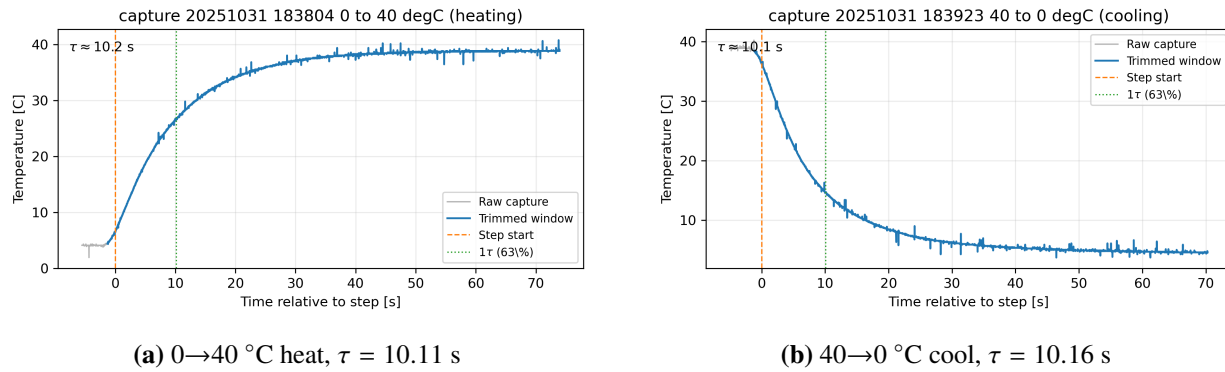 capture 20251031 183804 0 to 40 degC (heating)
τ ≈ 10.2 s
40
30
20
10
0
Temperature [C]
Raw capture
Trimmed window
Step start
1τ (63\%)
0 10 20 30 40 50 60 70
Time relative to step [s]
(a) 0→40 °C heat, τ = 10.11 s
capture 20251031 183923 40 to 0 degC (cooling)
τ ≈ 10.1 s
40
30
20
10
Temperature [C]
Raw capture
Trimmed window
Step start
1τ (63\%)
0 10 20 30 40 50 60 70
Time relative to step [s]
(b) 40→0 °C cool, τ = 10.16 s